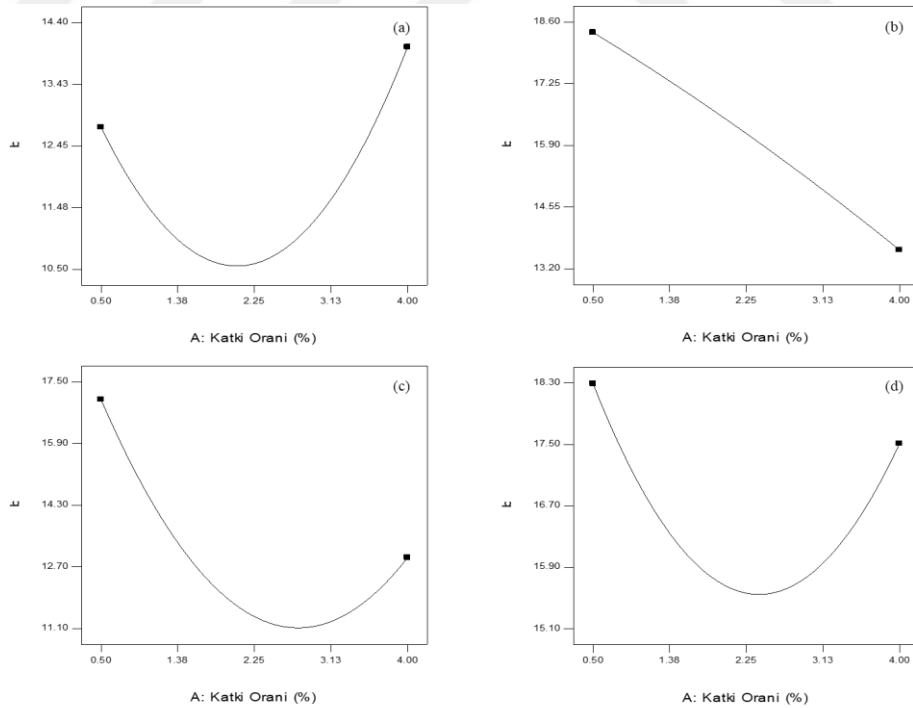 (a)
14.40
13.43
12.45
11.48
10.50
0.50 1.38 2.25 3.13 4.00
A: Katki Orani (%)
(b)
18.60
17.25
15.90
14.55
13.20
0.50 1.38 2.25 3.13 4.00
A: Katki Orani (%)
(c)
17.50
15.90
14.30
12.70
11.10
0.50 1.38 2.25 3.13 4.00
A: Katki Orani (%)
(d)
18.30
17.50
16.70
15.90
15.10
0.50 1.38 2.25 3.13 4.00
A: Katki Orani (%)